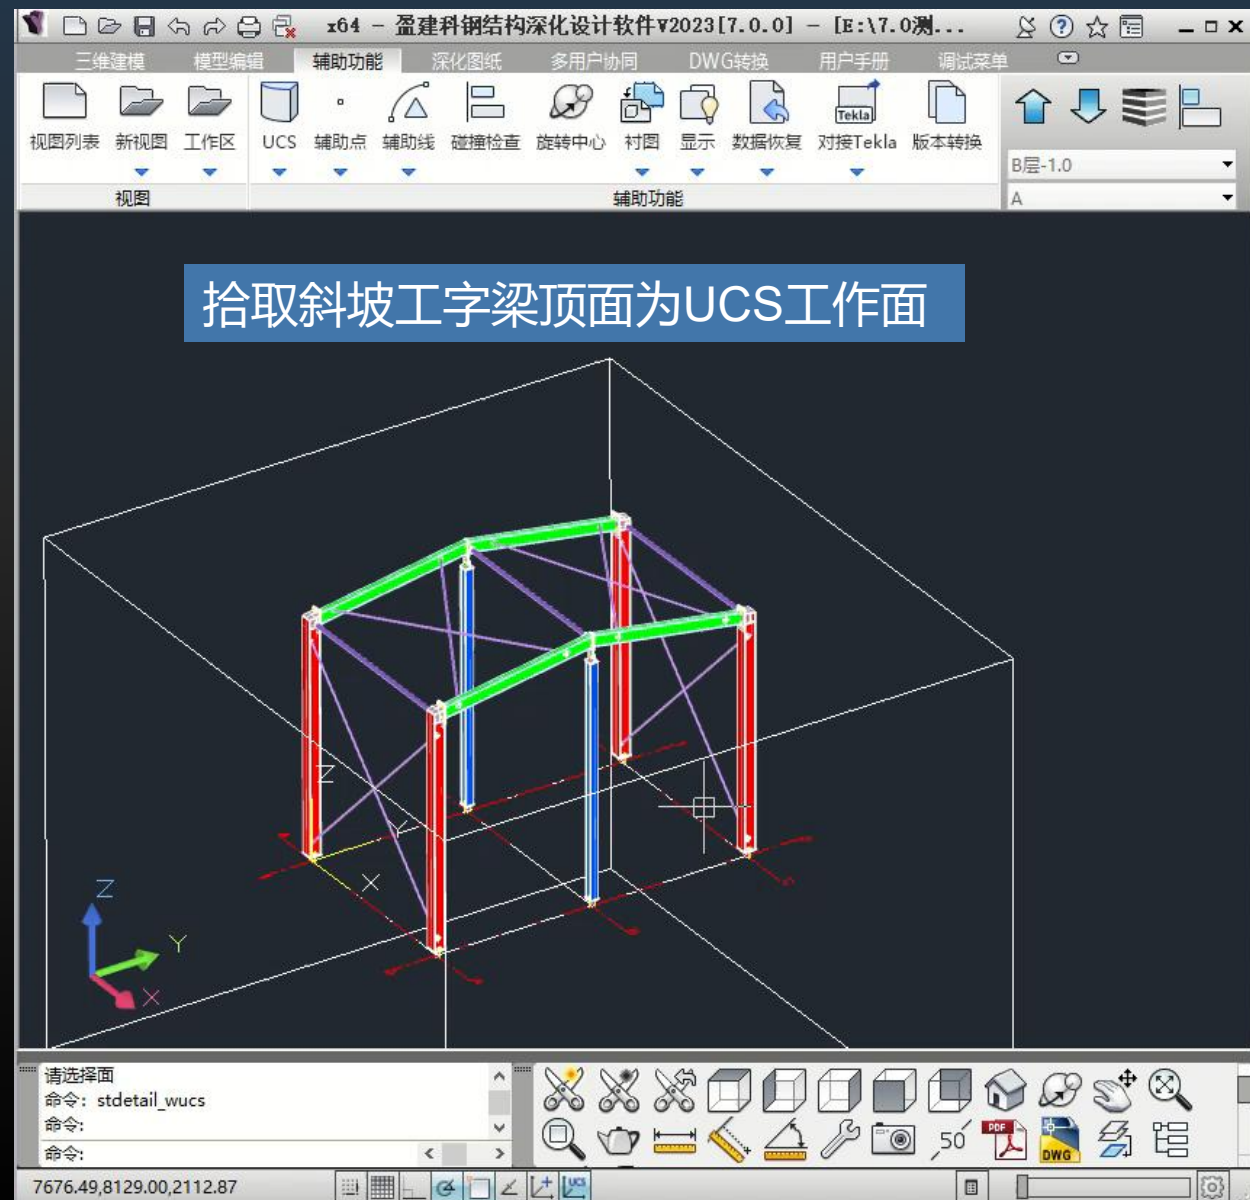 x64 - 盈建科钢结构深化设计软件V2023[7.0.0] - [E:\7.0测...
三维建模 模型编辑 辅助功能 深化图纸 多用户协同 DWG转换 用户手册 调试菜单
Tekla
视图列表 新视图 工作区 UCS 辅助点 辅助线 碰撞检查 旋转中心 衬图 显示 数据恢复 对接Tekla 版本转换
B层-1.0
视图 辅助功能
A
拾取斜坡工字梁顶面为UCS工作面
Z
Y
X
Z
Y
X
请选择面
命令: stdetail_wucs
命令:
命令:
50
PDF
DWG
7676.49,8129.00,2112.87
UCS